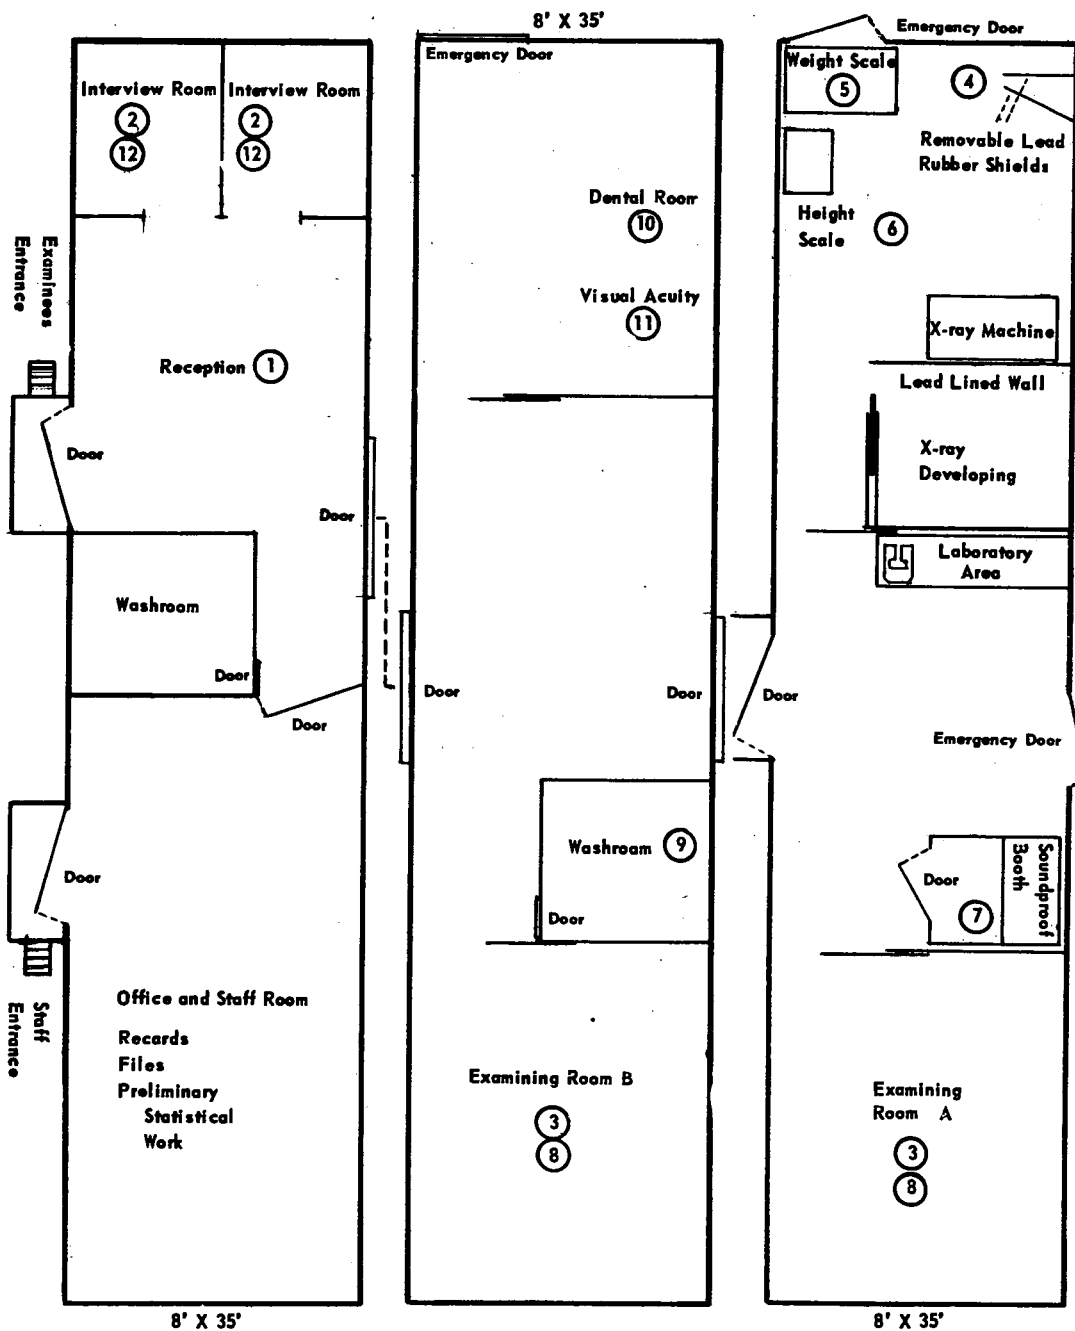 8' X 35'
Interview Room
2
12
Interview Room
2
12
Examinees
Entrance
Reception 1
Door
Door
Washroom
Door
Door
Door
Staff
Entrance
Office and Staff Room
Recards
Files
Preliminary
Statistical
Work
8' X 35'
Emergency Door
Dental Room
10
Visual Acuity
11
Door
Door
Washroam 9
Door
Examining Room B
3
8
Emergency Door
Weight Scale
5
4
Removable Lead
Rubber Shields
Height
Scale 6
X-ray Machine
Lead Lined Wall
X-ray
Developing
Laboratory
Area
Door
Emergency Door
Door
7
Soundproof
Booth
Examining
Room A
3
8
8' X 35'